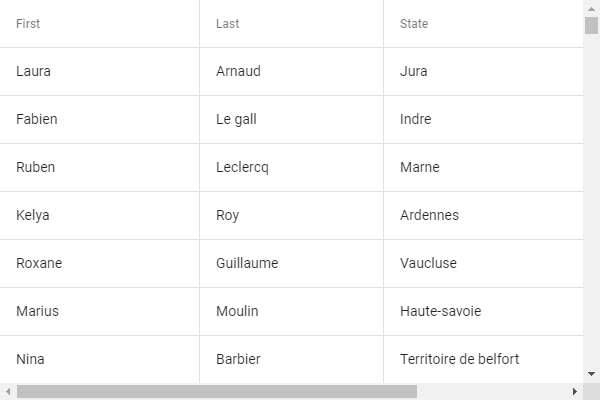 First Last State
Laura Arnaud Jura
Fabien Le gall Indre
Ruben Leclercq Marne
Kelya Roy Ardennes
Roxane Guillaume Vaucluse
Marius Moulin Haute-savoie
Nina Barbier Territoire de belfort